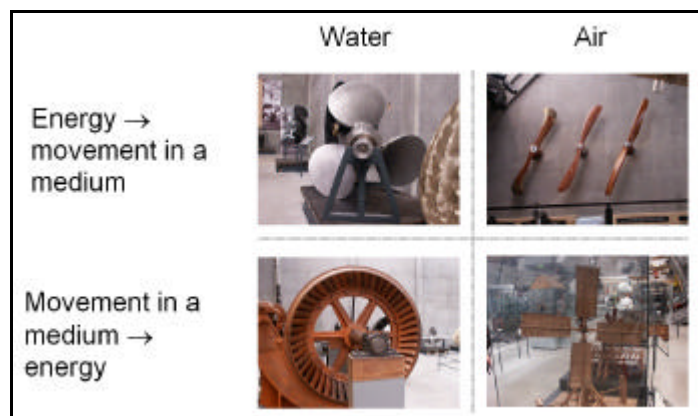 Water
Air
Energy →
movement in a
medium
Movement in a
medium →
energy